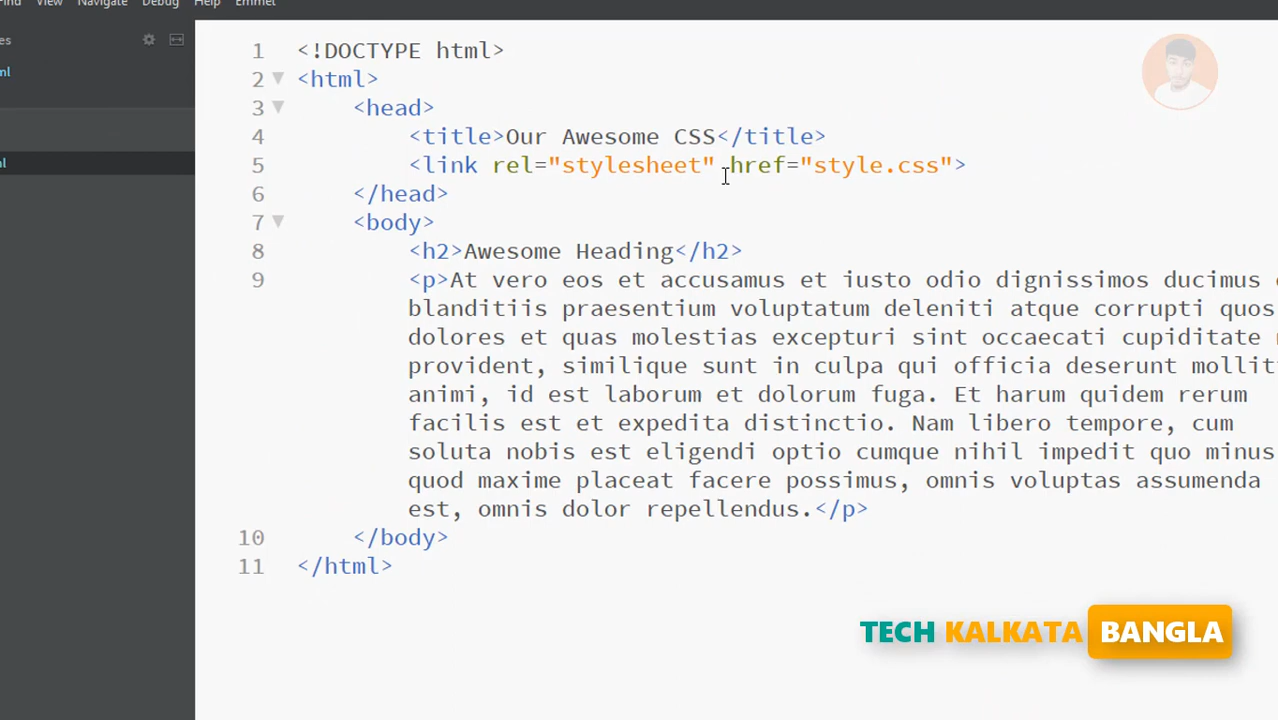 Find View Navigate Debug Help Emmet
1 <!DOCTYPE html>
2 <html>
3 <head>
4 <title>Our Awesome CSS</title>
5 <link rel="stylesheet" href="style.css">
6 </head>
7 <body>
8 <h2>Awesome Heading</h2>
9 <p>At vero eos et accusamus et iusto odio dignissimos ducimus
blanditiis praesentium voluptatum deleniti atque corrupti quos
dolores et quas molestias excepturi sint occaecati cupiditate
provident, similique sunt in culpa qui officia deserunt molliti
animi, id est laborum et dolorum fuga. Et harum quidem rerum
facilis est et expedita distinctio. Nam libero tempore, cum
soluta nobis est eligendi optio cumque nihil impedit quo minus
quod maxime placeat facere possimus, omnis voluptas assumenda
est, omnis dolor repellendus.</p>
10 </body>
11 </html>
TECH KALKATA BANGLA